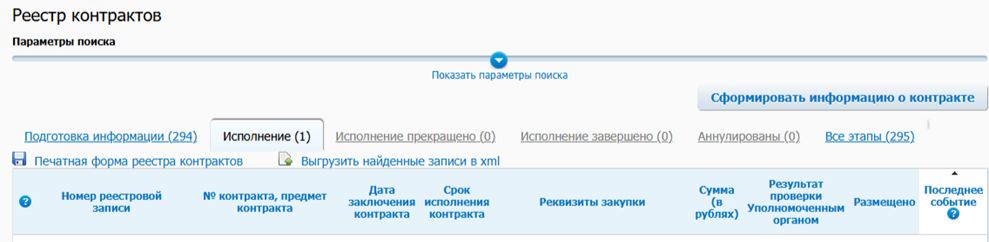 Реестр контрактов
Параметры поиска
Показать параметры поиска
Сформировать информацию о контракте
Подготовка информации (294) Исполнение (1) Исполнение прекращено (0) Исполнение завершено (0) Аннулированы (0) Все этапы (295)
Печатная форма реестра контрактов Выгрузить найденные записи в xml
Номер реестровой записи
№ контракта, предмет контракта
Дата заключения контракта
Срок исполнения контракта
Реквизиты закупки
Сумма (в рублях)
Результат проверки Уполномоченным органом
Размещено
Последнее событие